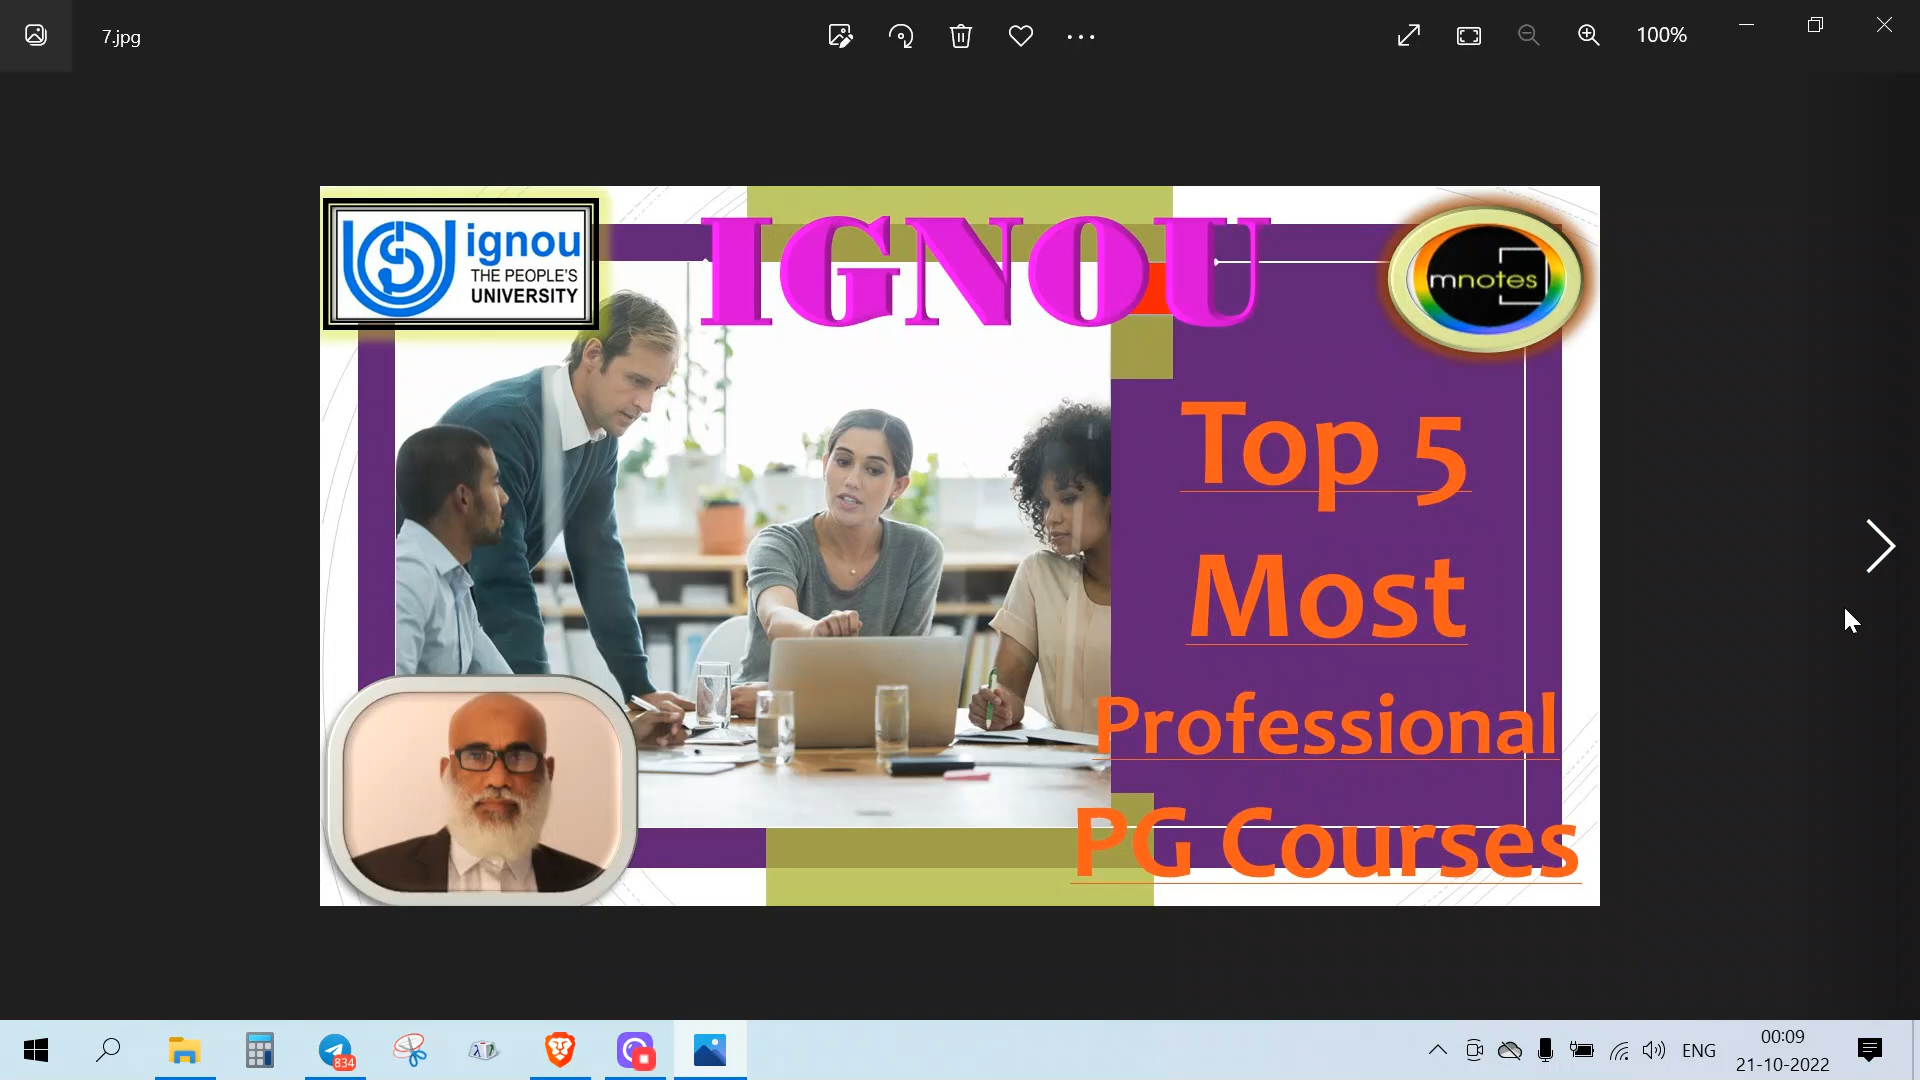 7.jpg
100%
ignou
THE PEOPLE'S
UNIVERSITY
IGNOU
mnotes
Top 5
Most
Professional
PG Courses
834
ENG
00:09
21-10-2022